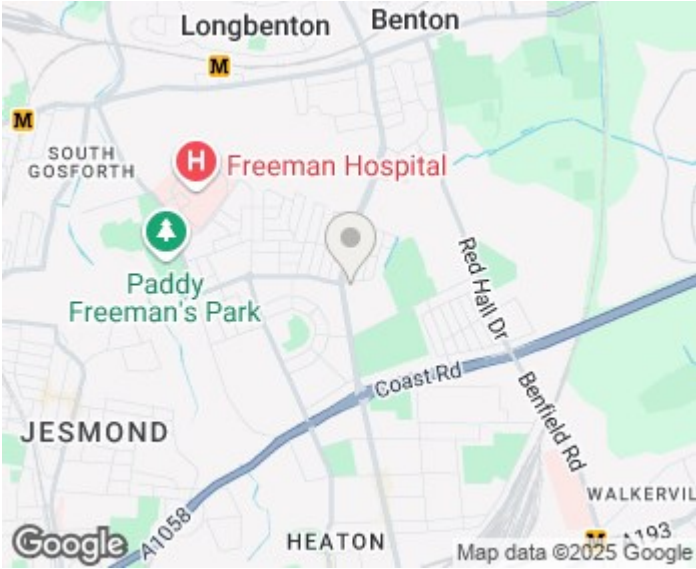 Longbenton
Benton
M
M
SOUTH
GOSFORTH
H
Freeman Hospital
Paddy
Freeman's Park
Red Hall Dr
Coast Rd
Benfield Rd
JESMOND
WALKERVIL
A1058
HEATON
M
A193
Google
Map data ©2025 Google